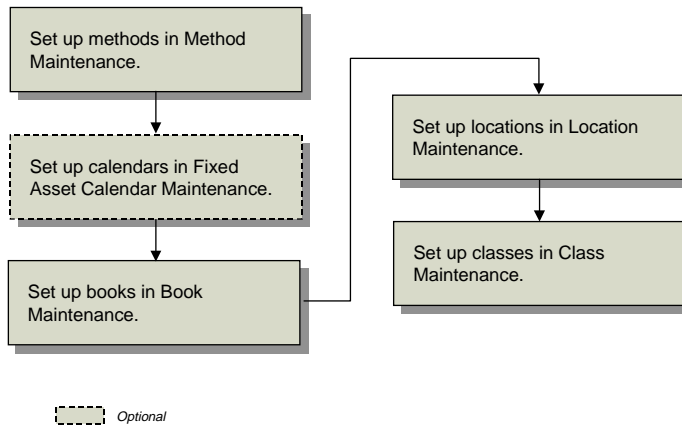 Set up methods in Method
Maintenance.
Set up calendars in Fixed
Asset Calendar Maintenance.
Set up books in Book
Maintenance.
Set up locations in Location
Maintenance.
Set up classes in Class
Maintenance.
Optional